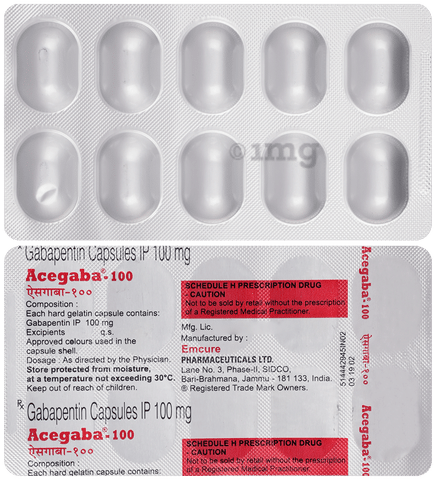 © 1mg
Gabapentin Capsules IP 100 mg
Acegaba®-100
ऐसगाबा-१००
Composition :
Each hard gelatin capsule contains:
Gabapentin IP 100 mg
Excipients q.s.
Approved colours used in the
capsule shell.
Dosage : As directed by the Physician.
Store protected from moisture,
at a temperature not exceeding 30°C.
Keep out of reach of children.
SCHEDULE H PRESCRIPTION DRUG
- CAUTION
Not to be sold by retail without the prescription
of a Registered Medical Practitioner.
Mfg. Lic.
Manufactured by :
Emcure
PHARMACEUTICALS LTD.
Lane No. 3, Phase-II, SIDCO,
Bari-Brahmana, Jammu - 181 133, India.
® Registered Trade Mark Owners.
Rx Gabapentin Capsules IP 100 mg
Acegaba®-100
ऐसगाबा-१००
Composition :
Each hard gelatin capsule contains:
SCHEDULE H PRESCRIPTION DRUG
- CAUTION
Not to be sold by retail without the prescription
of a Registered Medical Practitioner.
Acegaba®-100
ऐसगाबा-१००
03 19 02